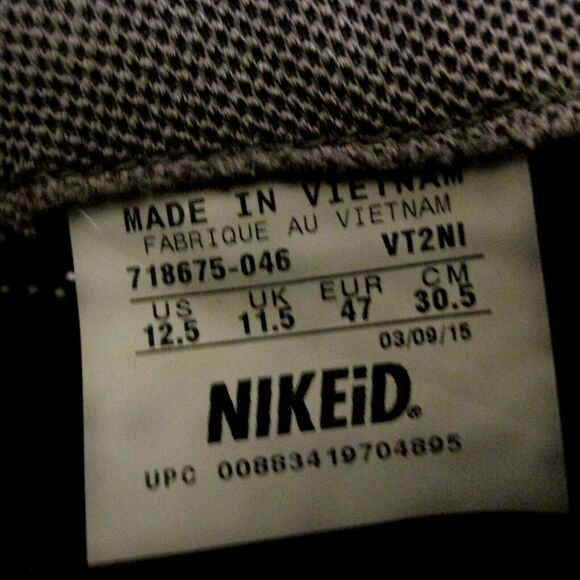 MADE IN VIETNAM
FABRIQUE AU VIETNAM
718675-046 VT2NI
US UK EUR CM
12.5 11.5 47 30.5
03/09/15
NIKEiD®
UPC 00883419704895